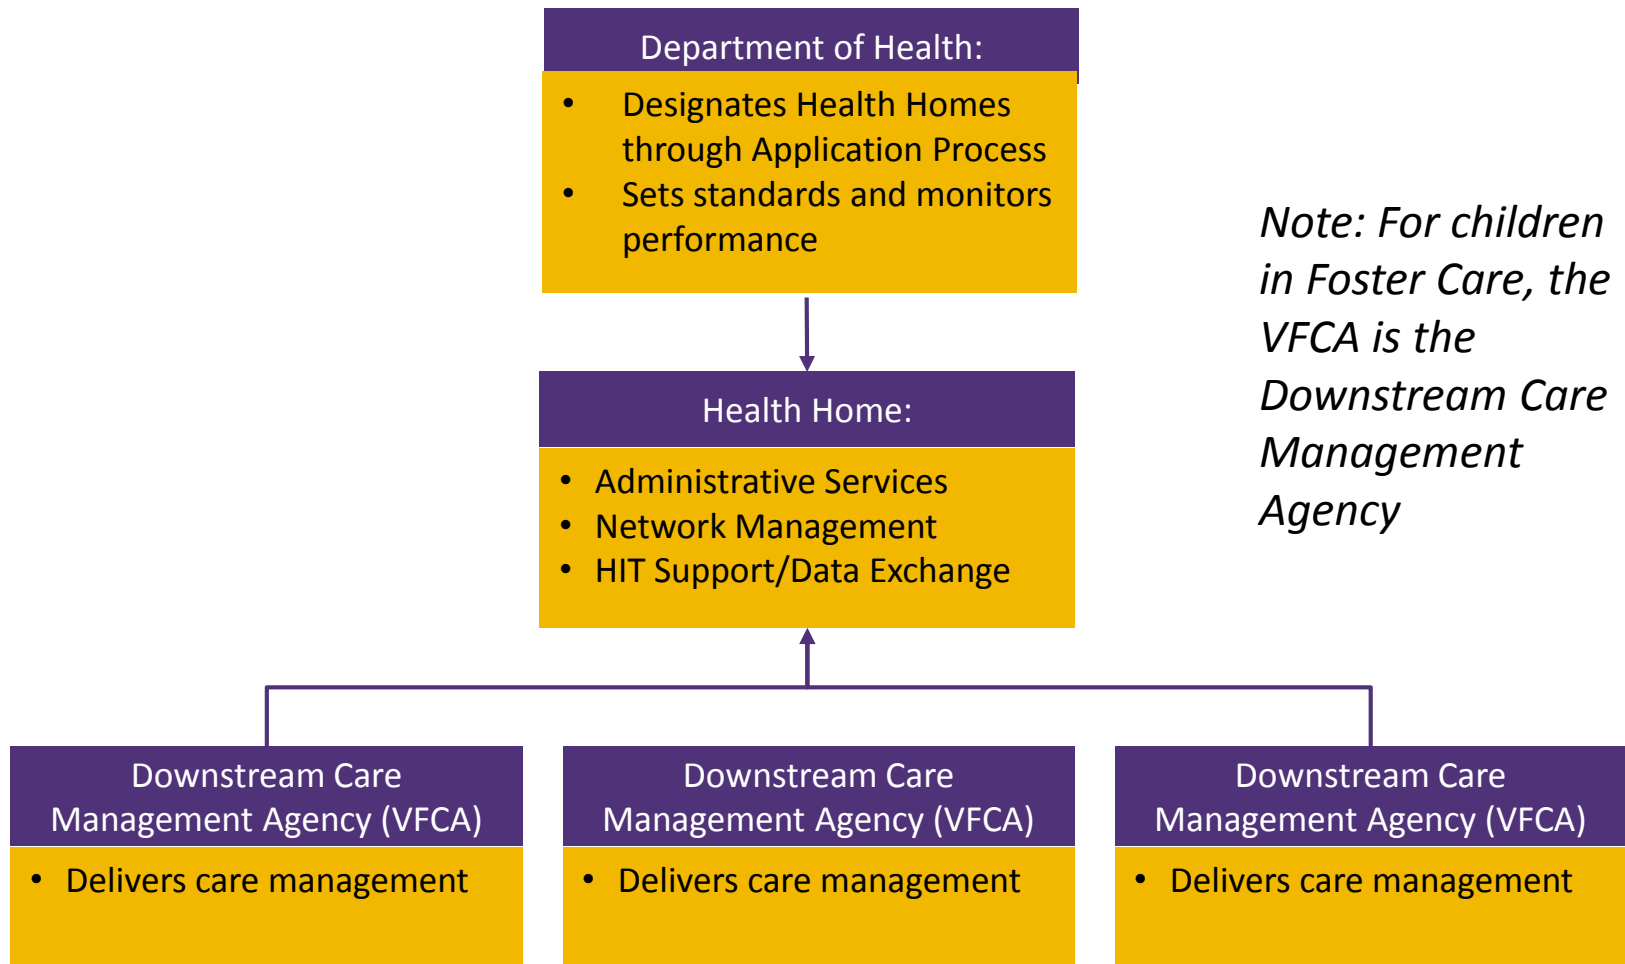 Department of Health:
• Designates Health Homes
through Application Process
• Sets standards and monitors
performance
Note: For children
in Foster Care, the
VFCA is the
Downstream Care
Management
Agency
Health Home:
• Administrative Services
• Network Management
• HIT Support/Data Exchange
Downstream Care
Management Agency (VFCA)
• Delivers care management
Downstream Care
Management Agency (VFCA)
• Delivers care management
Downstream Care
Management Agency (VFCA)
• Delivers care management